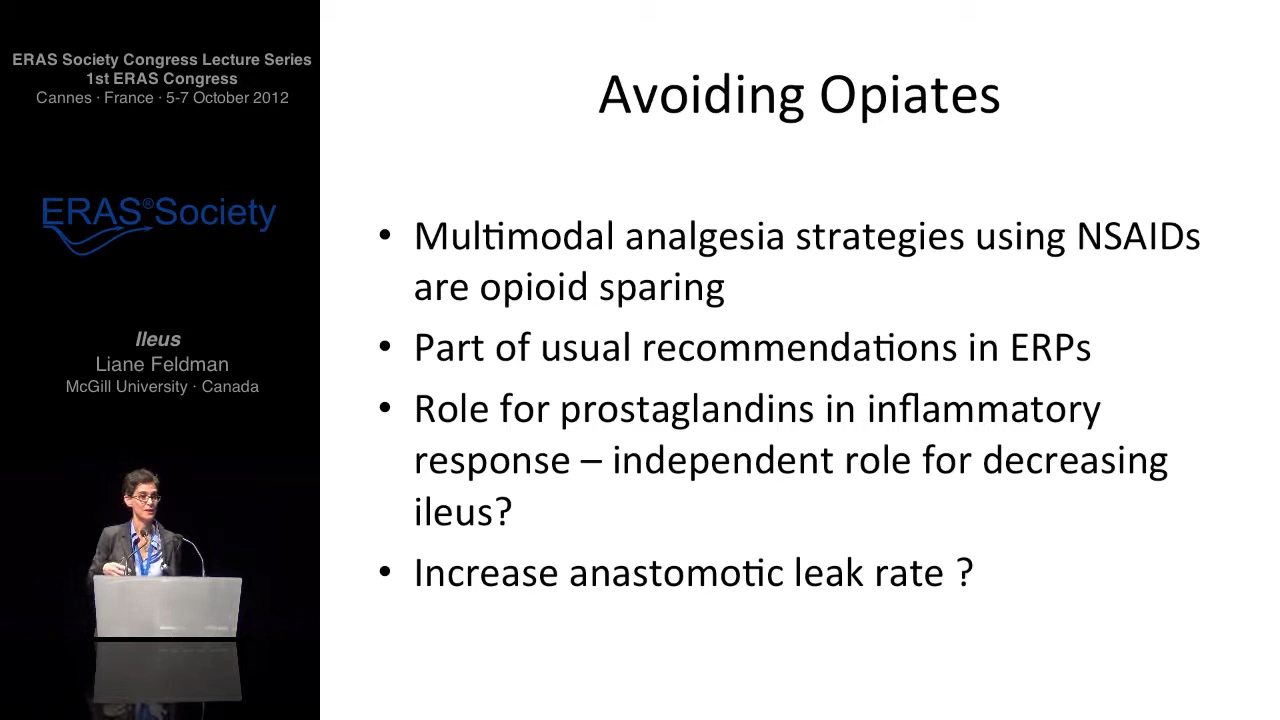 ERAS Society Congress Lecture Series
1st ERAS Congress
Cannes · France · 5-7 October 2012
ERAS®Society
Ileus
Liane Feldman
McGill University · Canada
Avoiding Opiates
• Multimodal analgesia strategies using NSAIDs
are opioid sparing
• Part of usual recommendations in ERPs
• Role for prostaglandins in inflammatory
response – independent role for decreasing
ileus?
• Increase anastomotic leak rate ?